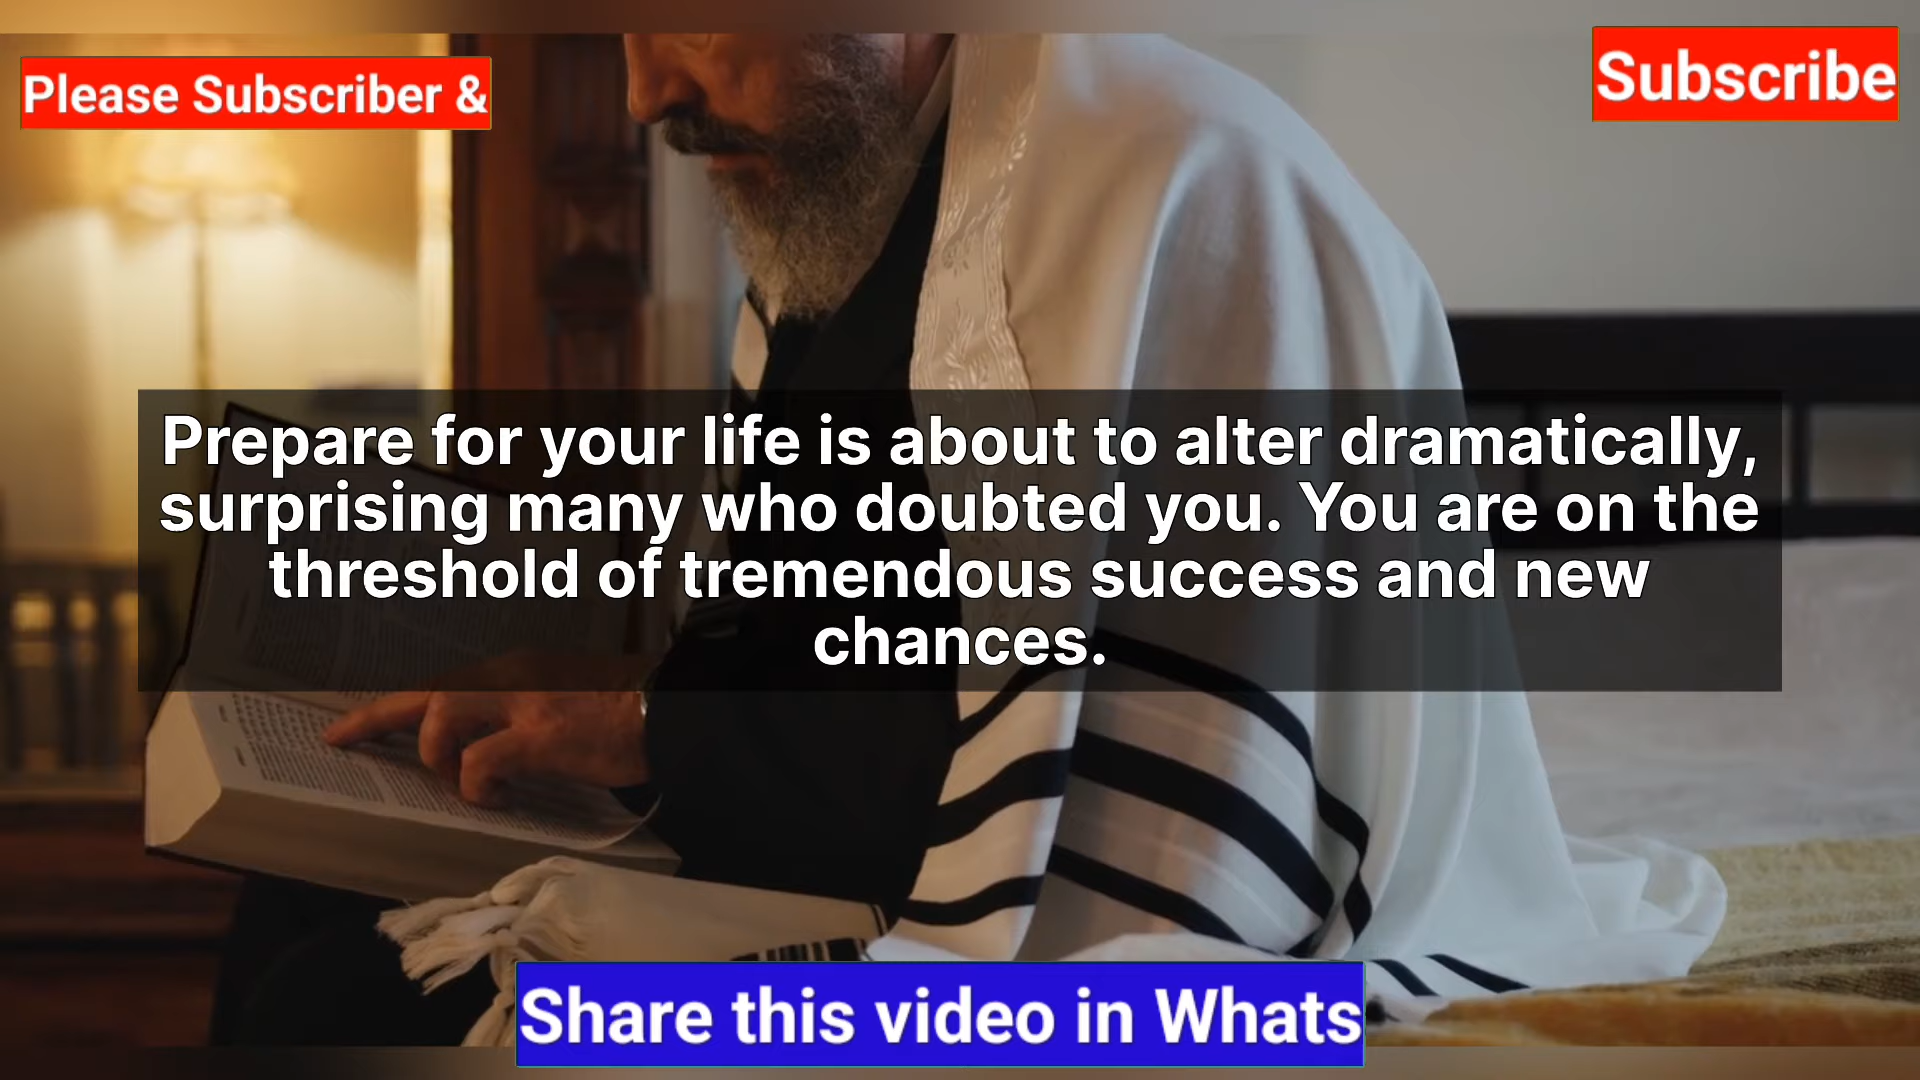 Please Subscriber &
Subscribe
Prepare for your life is about to alter dramatically,
surprising many who doubted you. You are on the
threshold of tremendous success and new
chances.
Share this video in Whats